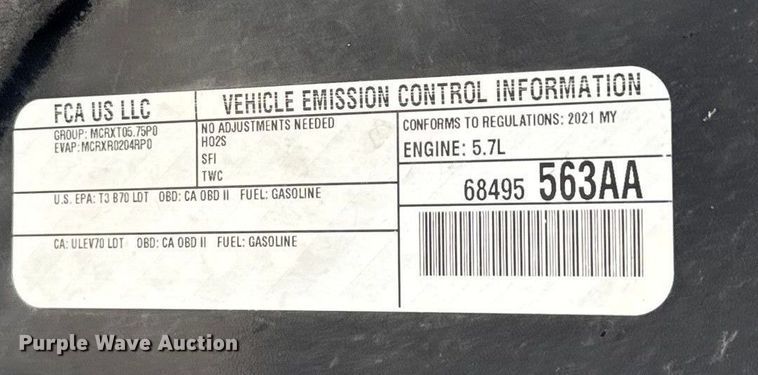 FCA US LLC
VEHICLE EMISSION CONTROL INFORMATION
GROUP: MCRXT05.75P0
EVAP: MCRXR0204RP0
NO ADJUSTMENTS NEEDED
HO2S
SFI
TWC
CONFORMS TO REGULATIONS: 2021 MY
ENGINE: 5.7L
U.S. EPA: T3 B70 LDT OBD: CA OBD II FUEL: GASOLINE
68495 563AA
CA: ULEV70 LDT OBD: CA OBD II FUEL: GASOLINE
Purple Wave Auction